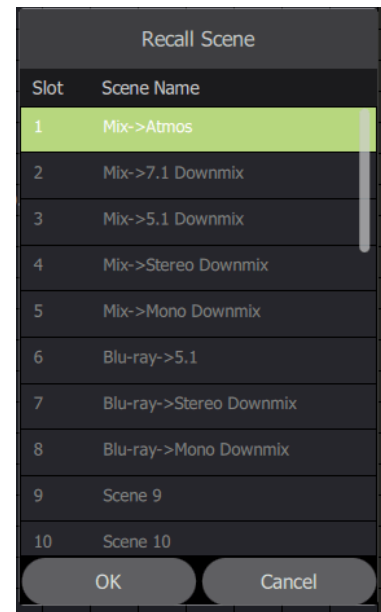 Recall Scene
Slot Scene Name
1 Mix->Atmos
2 Mix->7.1 Downmix
3 Mix->5.1 Downmix
4 Mix->Stereo Downmix
5 Mix->Mono Downmix
6 Blu-ray->5.1
7 Blu-ray->Stereo Downmix
8 Blu-ray->Mono Downmix
9 Scene 9
10 Scene 10
OK Cancel